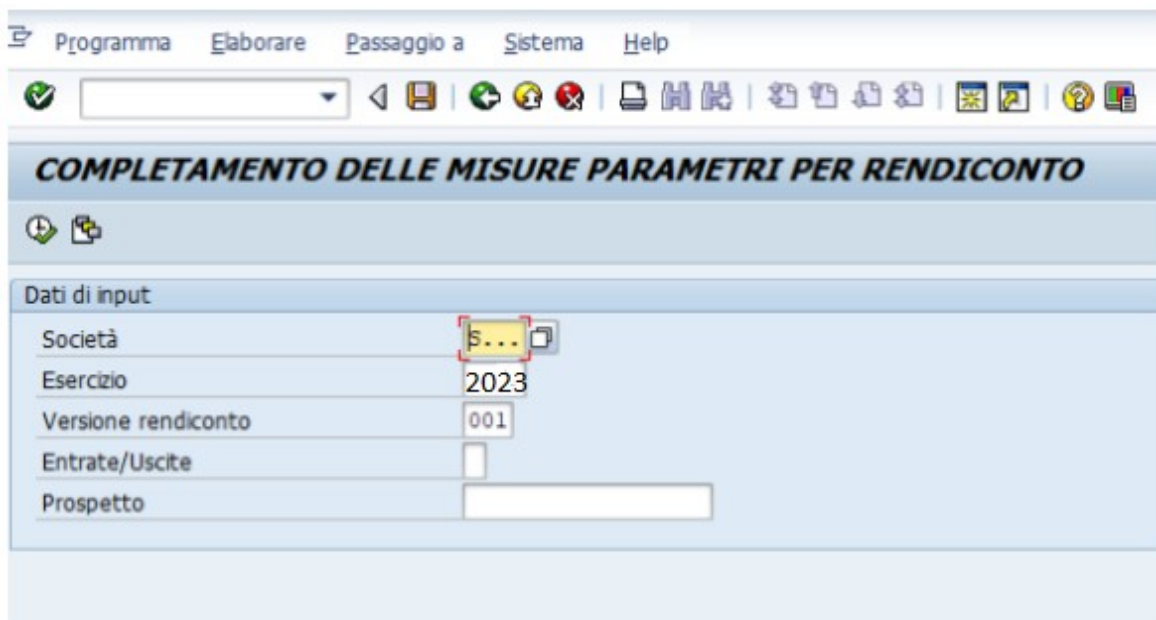 Programma Elaborare Passaggio a Sistema Help
COMPLETAMENTO DELLE MISURE PARAMETRI PER RENDICONTO
Dati di input
Società S...
Esercizio 2023
Versione rendiconto 001
Entrate/Uscite
Prospetto